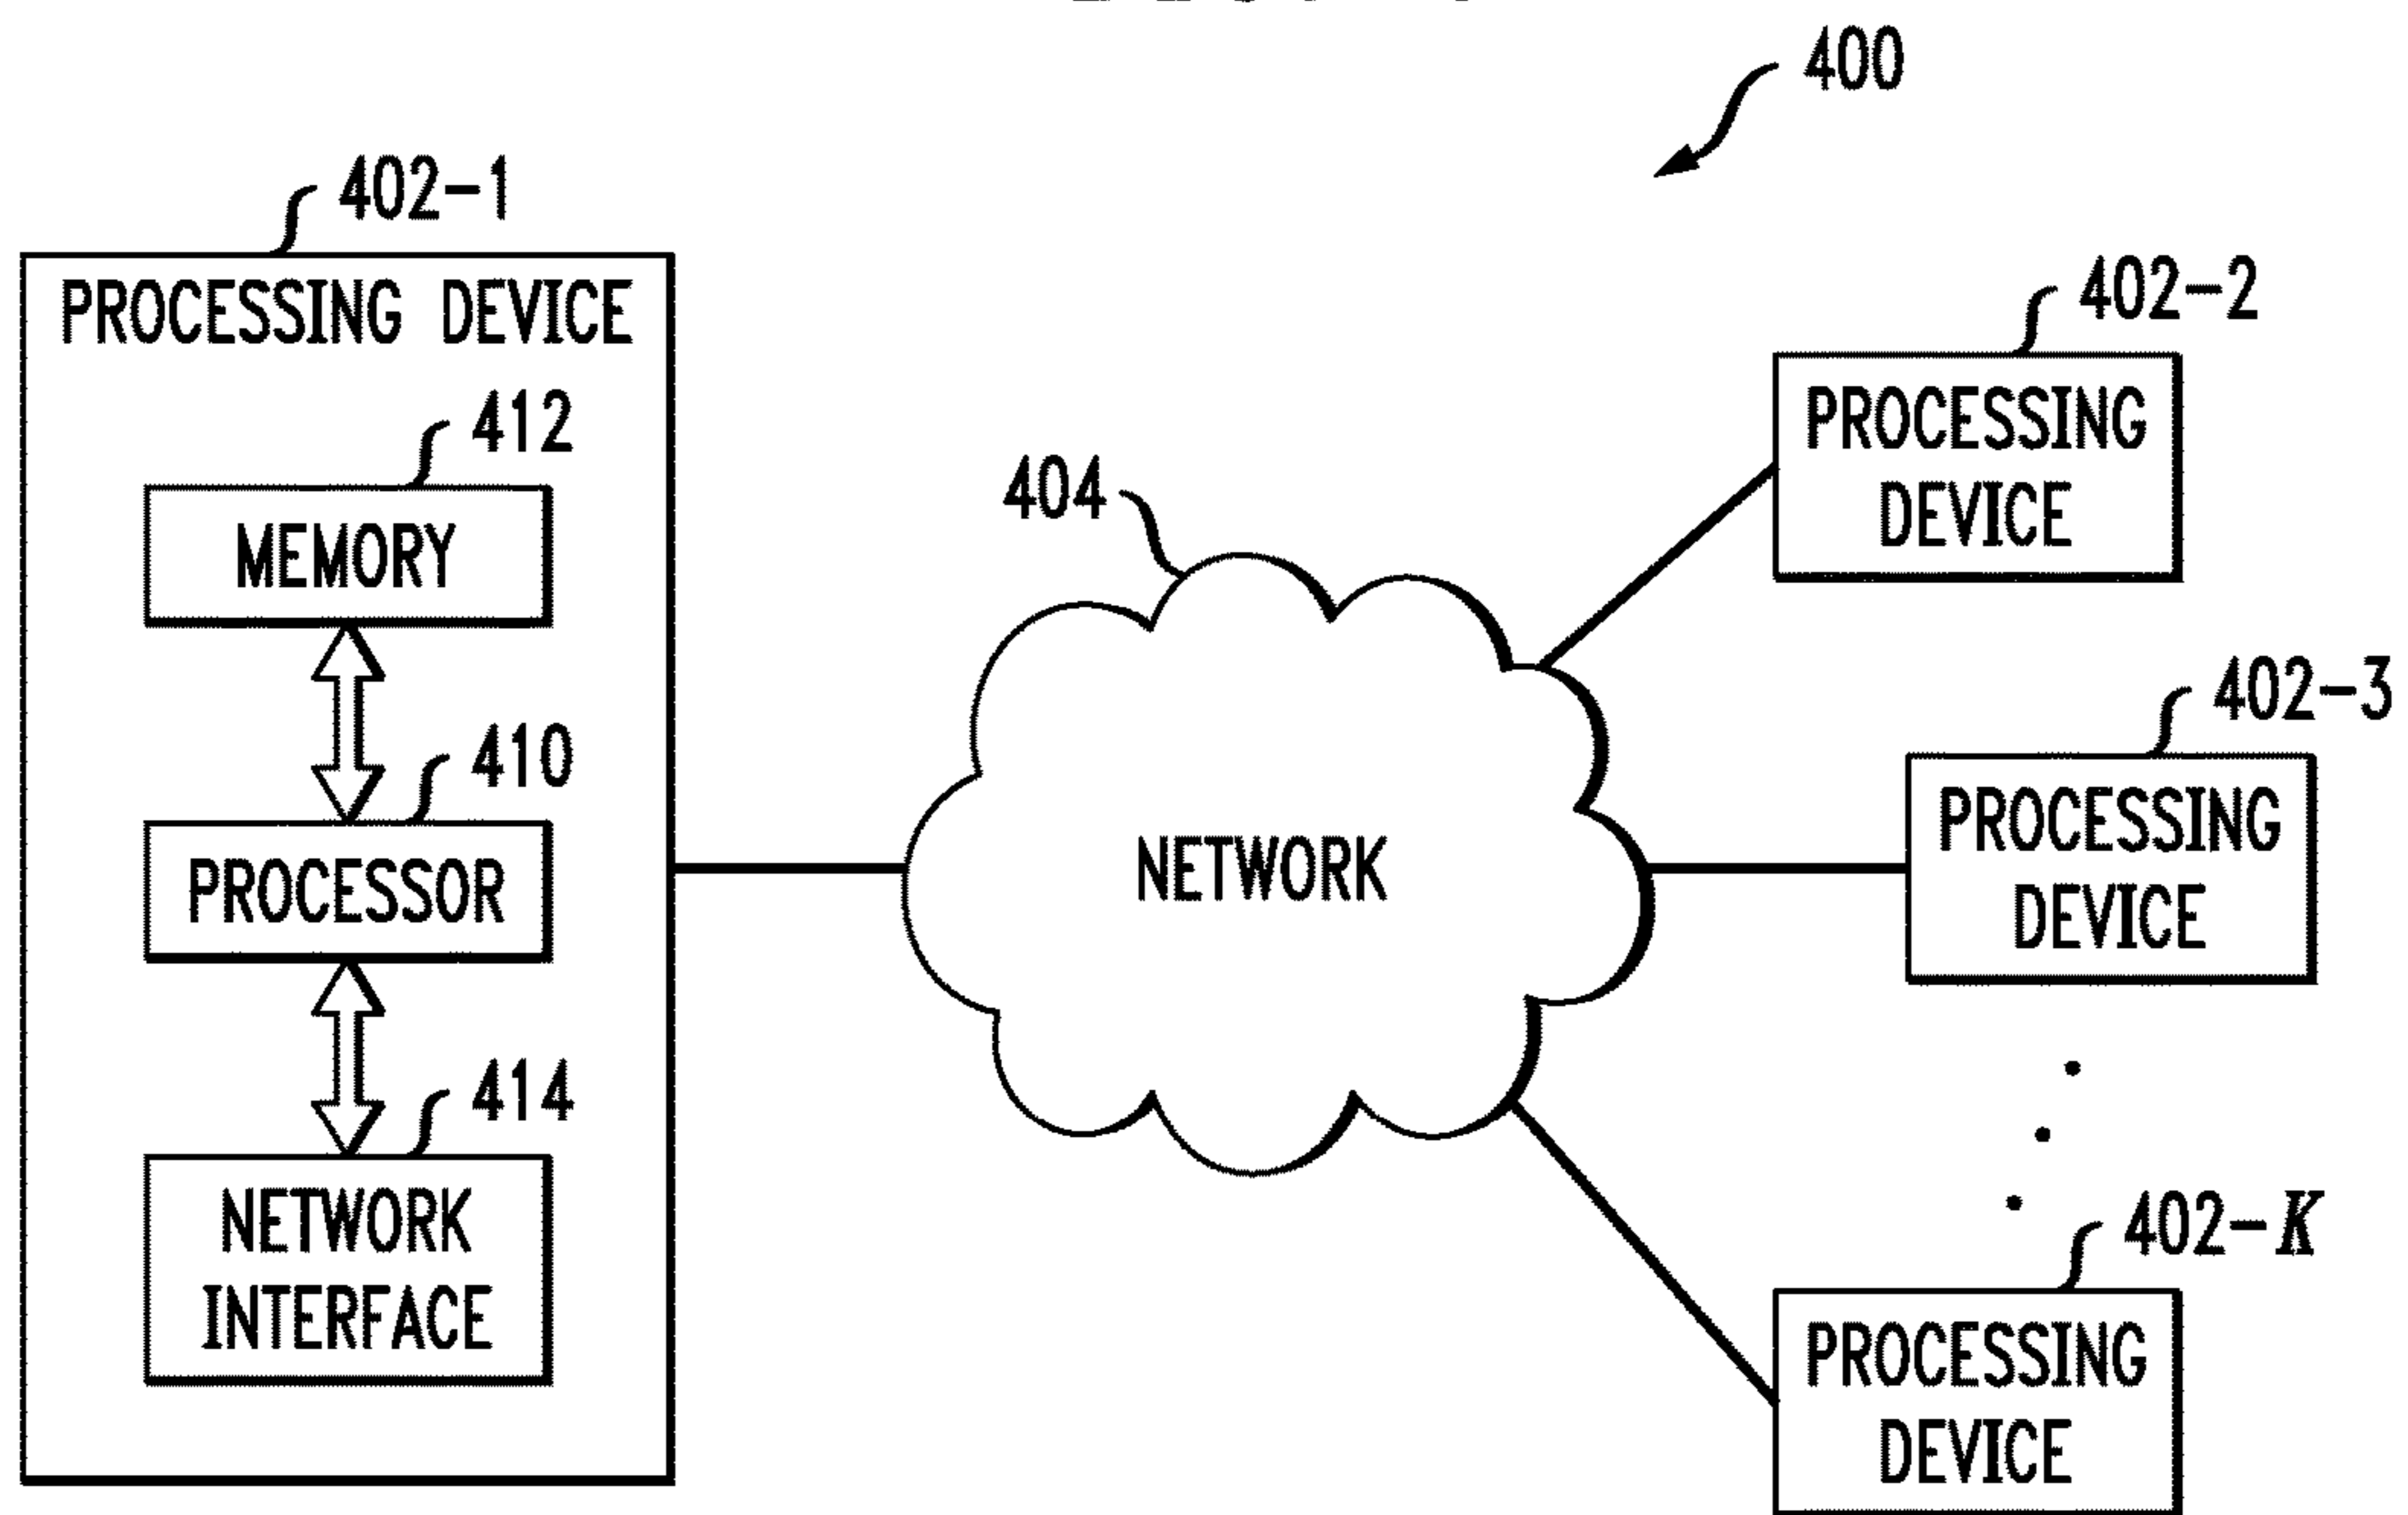 400
402-1
PROCESSING DEVICE
412
MEMORY
410
PROCESSOR
414
NETWORK
INTERFACE
404
NETWORK
402-2
PROCESSING
DEVICE
402-3
PROCESSING
DEVICE
402-K
PROCESSING
DEVICE